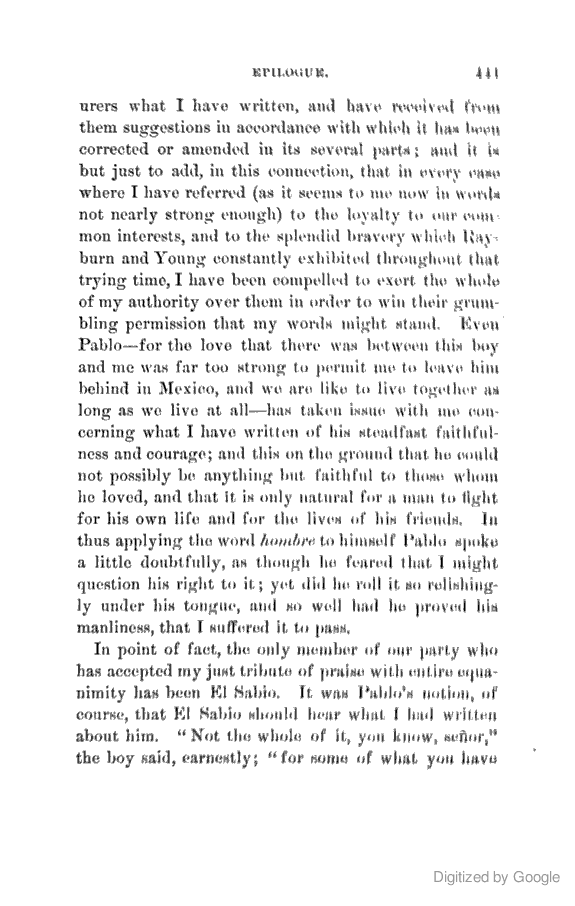 EPILOGUE. 441
urers what I have written, and have received from
them suggestions in accordance with which it has been
corrected or amended in its several parts; and it is
but just to add, in this connection, that in every case
where I have referred (as it seems to me now in words
not nearly strong enough) to the loyalty to our com-
mon interests, and to the splendid bravery which Ray-
burn and Young constantly exhibited throughout that
trying time, I have been compelled to exert the whole
of my authority over them in order to win their grum-
bling permission that my words might stand. Even
Pablo—for the love that there was between this boy
and me was far too strong to permit me to leave him
behind in Mexico, and we are like to live together as
long as we live at all—has taken issue with me con-
cerning what I have written of his steadfast faithful-
ness and courage; and this on the ground that he could
not possibly be anything but faithful to those whom
he loved, and that it is only natural for a man to fight
for his own life and for the lives of his friends. In
thus applying the word hombre to himself Pablo spoke
a little doubtfully, as though he feared that I might
question his right to it; yet did he roll it so relishing-
ly under his tongue, and so well had he proved his
manliness, that I suffered it to pass.
In point of fact, the only member of our party who
has accepted my just tribute of praise with entire equa-
nimity has been El Sabio. It was Pablo's notion, of
course, that El Sabio should hear what I had written
about him. "Not the whole of it, you know, señor,"
the boy said, earnestly; "for some of what you have
Digitized by Google